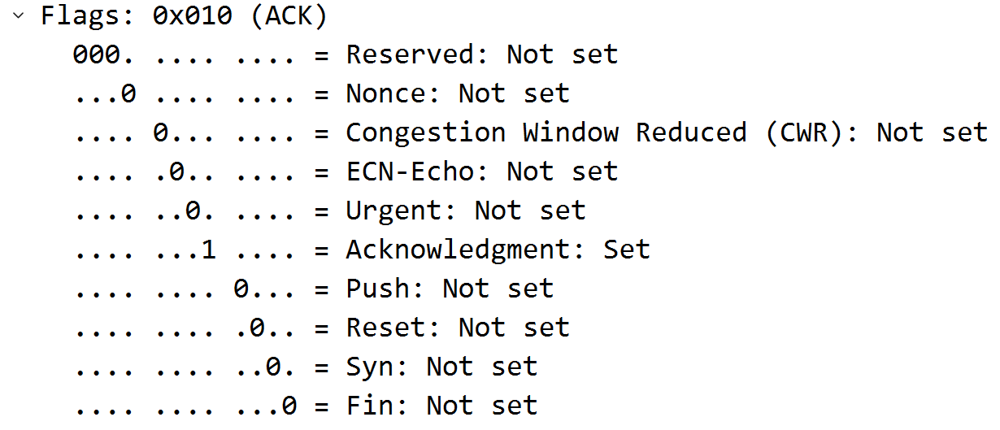 Flags: 0x010 (ACK)
000. .... .... = Reserved: Not set
...0 .... .... = Nonce: Not set
.... 0... .... = Congestion Window Reduced (CWR): Not set
.... .0.. .... = ECN-Echo: Not set
.... ..0. .... = Urgent: Not set
.... ...1 .... = Acknowledgment: Set
.... .... 0... = Push: Not set
.... .... .0.. = Reset: Not set
.... .... ..0. = Syn: Not set
.... .... ...0 = Fin: Not set